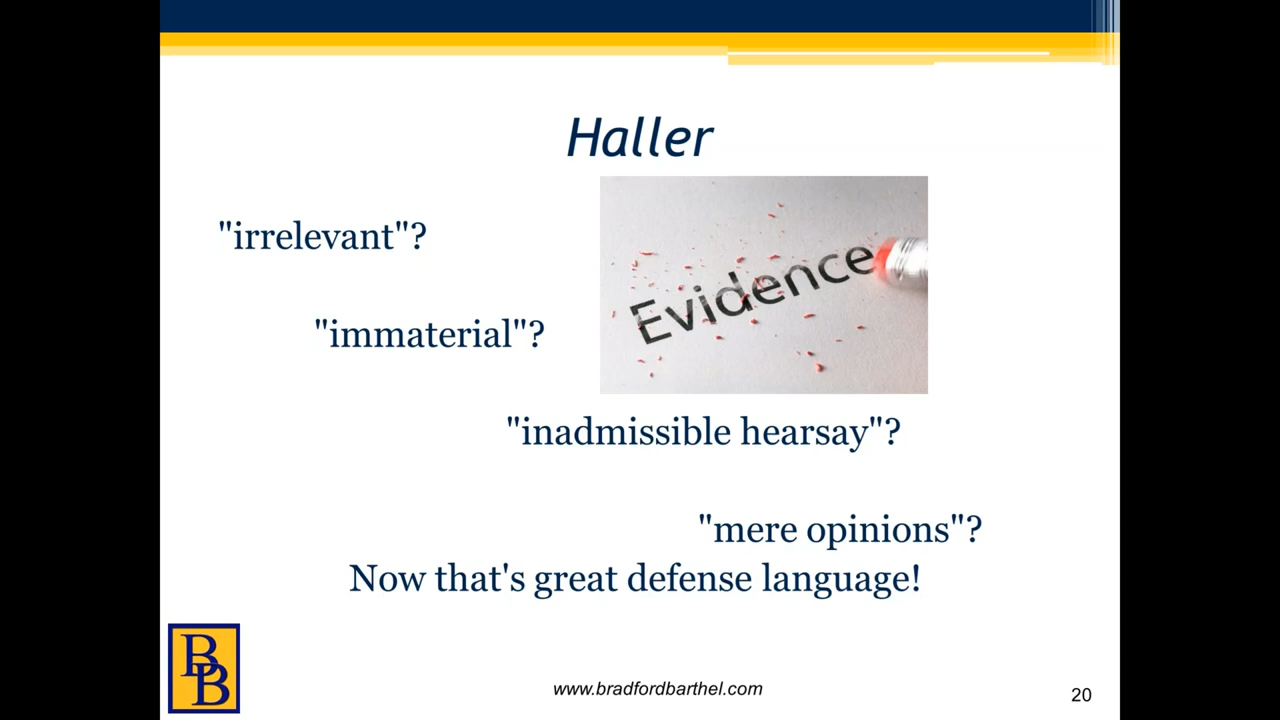 Haller
"irrelevant"?
Evidence
"immaterial"?
"inadmissible hearsay"?
"mere opinions"?
Now that's great defense language!
BB
www.bradfordbarthel.com
20